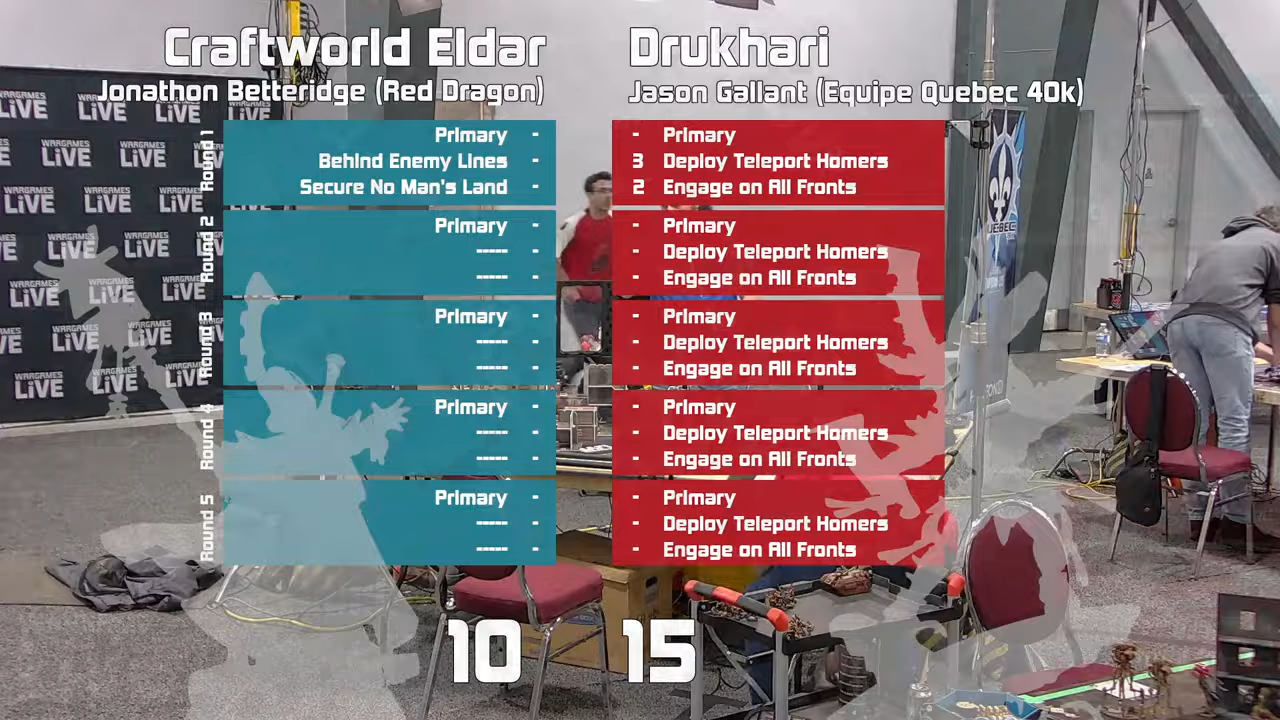 Craftworld Eldar
Jonathon Betteridge (Red Dragon)
Drukhari
Jason Gallant (Equipe Quebec 40k)
Round 1
Primary -
Behind Enemy Lines -
Secure No Man's Land -
- Primary
3 Deploy Teleport Homers
2 Engage on All Fronts
Round 2
Primary -
----- -
----- -
- Primary
- Deploy Teleport Homers
- Engage on All Fronts
Round 3
Primary -
----- -
----- -
- Primary
- Deploy Teleport Homers
- Engage on All Fronts
Round 4
Primary -
----- -
----- -
- Primary
- Deploy Teleport Homers
- Engage on All Fronts
Round 5
Primary -
----- -
----- -
- Primary
- Deploy Teleport Homers
- Engage on All Fronts
10 15
WARGAMES
LiVE
QUEBEC